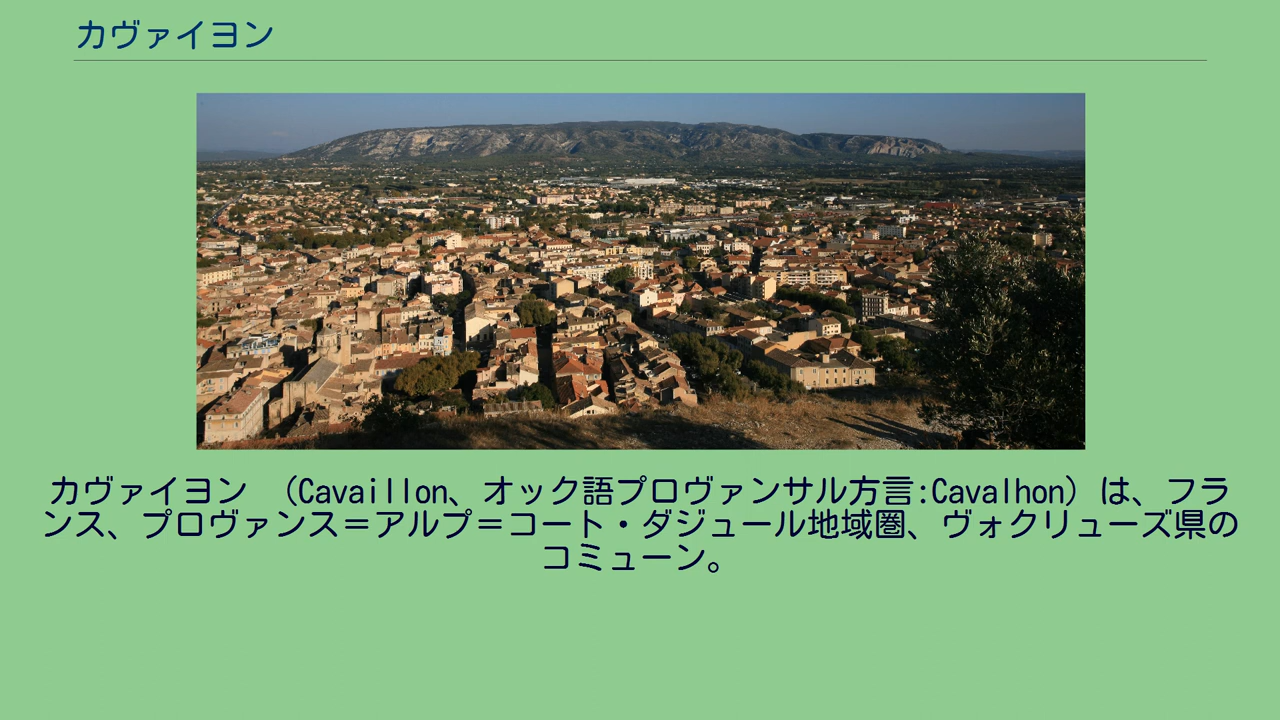 カヴァイヨン
カヴァイヨン （Cavaillon、オック語プロヴァンサル方言:Cavalhon）は、フラ
ンス、プロヴァンス＝アルプ＝コート・ダジュール地域圏、ヴォクリューズ県の
コミューン。